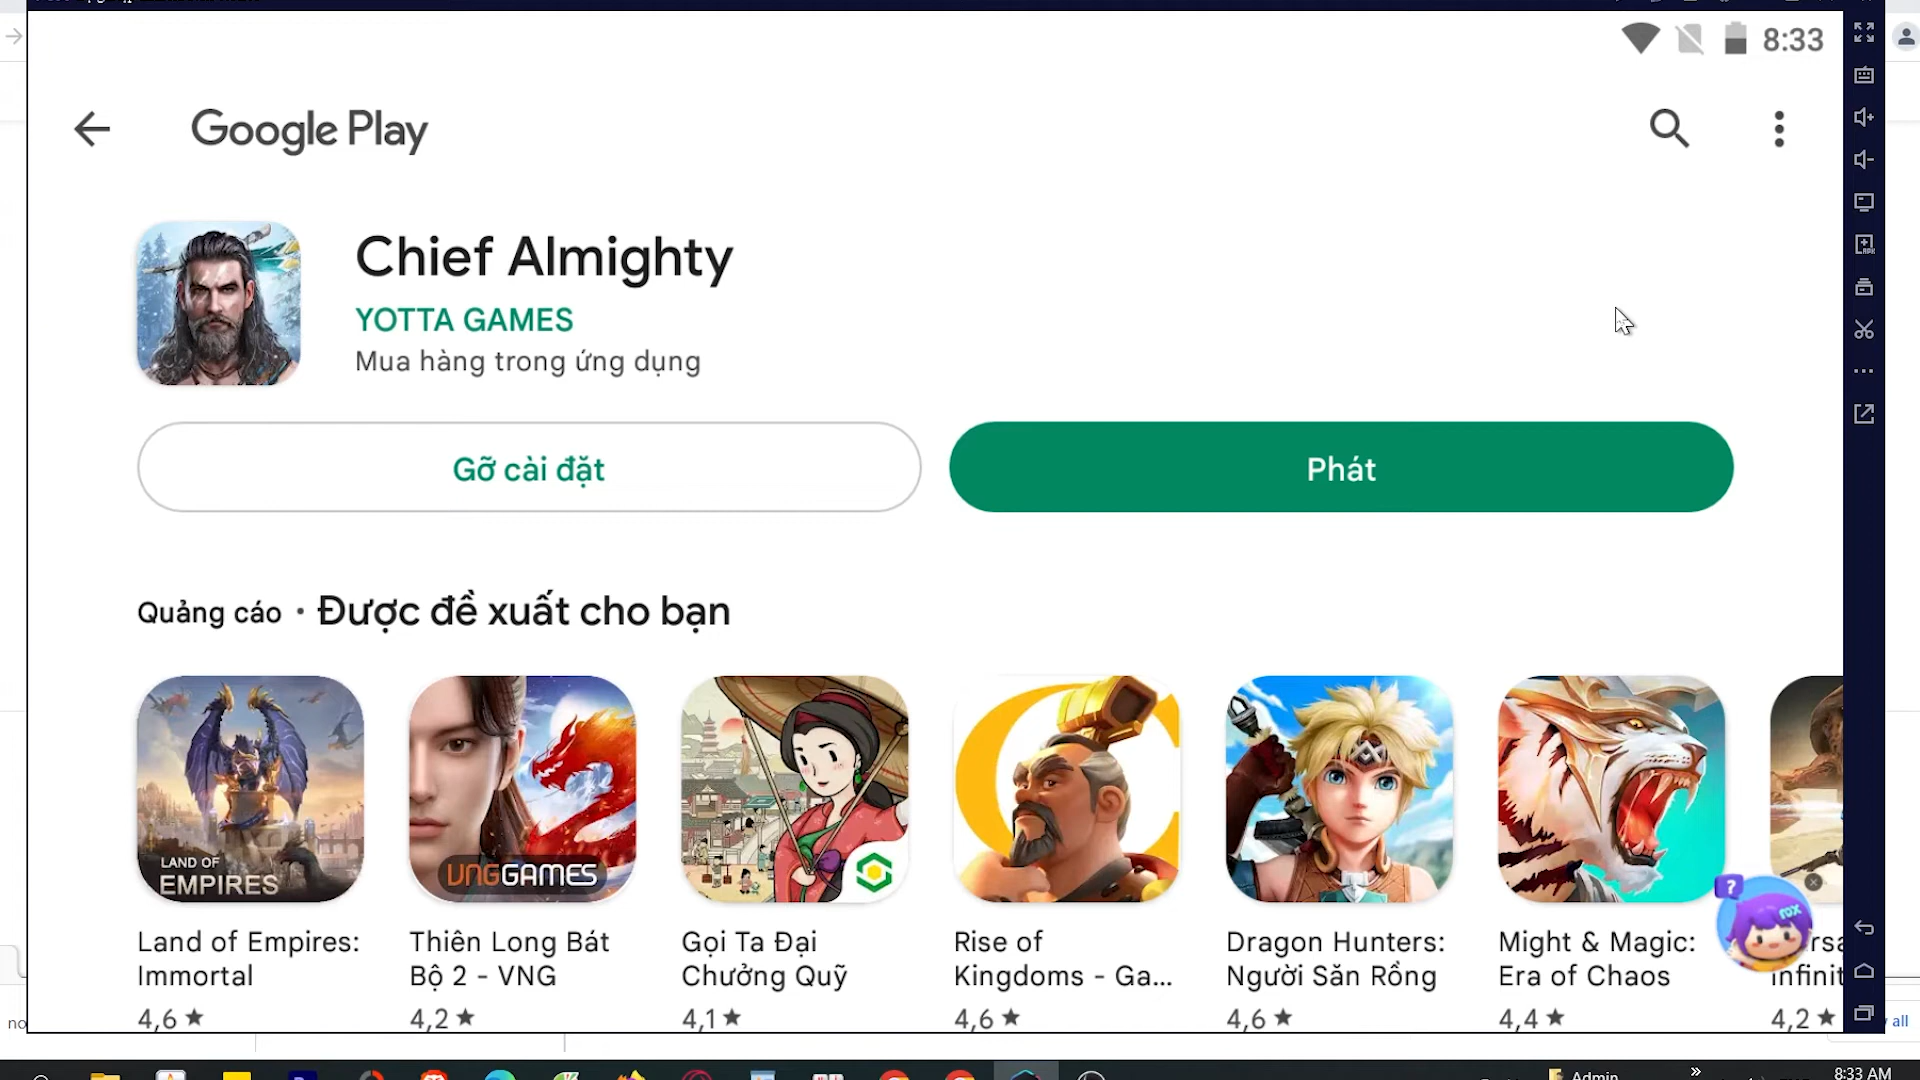 8:33
Google Play
Chief Almighty
YOTTA GAMES
Mua hàng trong ứng dụng
Gỡ cài đặt
Phát
Quảng cáo • Được đề xuất cho bạn
LAND OF
EMPIRES
VNGGAMES
rox
?
Land of Empires:
Immortal
4,6 ★
Thiên Long Bát
Bộ 2 - VNG
4,2 ★
Gọi Ta Đại
Chưởng Quỹ
4,1 ★
Rise of
Kingdoms - Ga...
4,6 ★
Dragon Hunters:
Người Săn Rồng
4,6 ★
Might & Magic:
Era of Chaos
4,4 ★
4,2 ★
all
Admin
8:33 AM